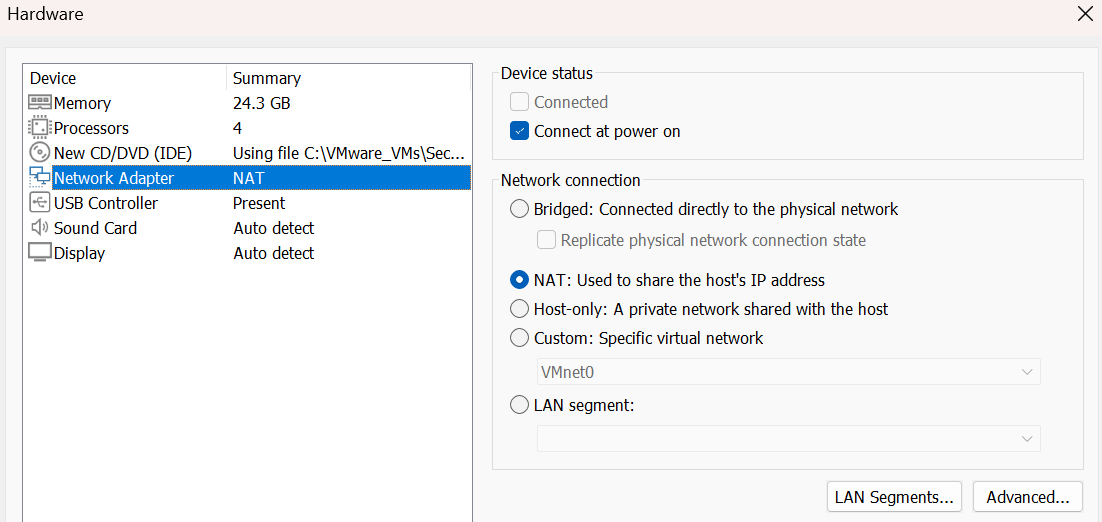 Hardware
Device Summary
Memory 24.3 GB
Processors 4
New CD/DVD (IDE) Using file C:\VMware_VMs\Sec...
Network Adapter NAT
USB Controller Present
Sound Card Auto detect
Display Auto detect
Device status
Connected
Connect at power on
Network connection
Bridged: Connected directly to the physical network
Replicate physical network connection state
NAT: Used to share the host's IP address
Host-only: A private network shared with the host
Custom: Specific virtual network
VMnet0
LAN segment:
LAN Segments... Advanced...